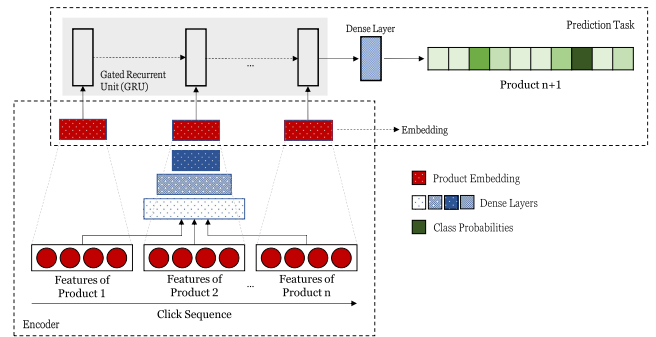 Prediction Task
Dense Layer
Gated Recurrent
Unit (GRU)
...
Product n+1
Embedding
Product Embedding
Dense Layers
Class Probabilities
Features of
Product 1
Features of
Product 2
...
Features of
Product n
Click Sequence
Encoder